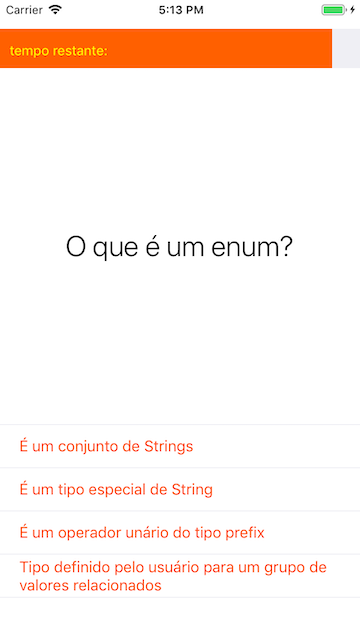 Carrier 5:13 PM
tempo restante:
O que é um enum?
É um conjunto de Strings
É um tipo especial de String
É um operador unário do tipo prefix
Tipo definido pelo usuário para um grupo de
valores relacionados